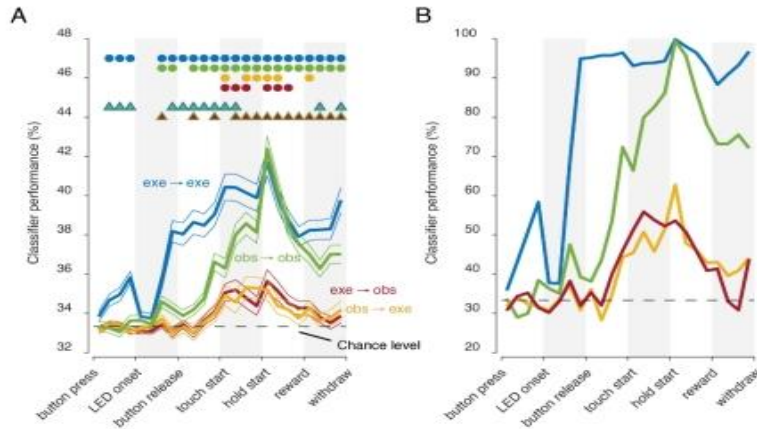 A
Classifier performance (%)
48
46
44
42
40
38
36
34
32
exe → exe
obs → obs
exe → obs
obs → exe
Chance level
button press
LED onset
button release
touch start
hold start
reward
withdraw
B
Classifier performance (%)
100
90
80
70
60
50
40
30
20
button press
LED onset
button release
touch start
hold start
reward
withdraw